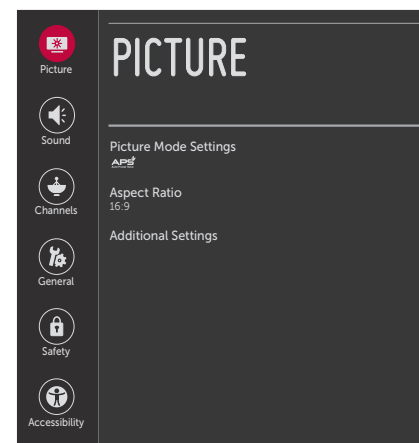 Picture
Sound
Channels
General
Safety
Accessibility
PICTURE
Picture Mode Settings
APS
Aspect Ratio
16:9
Additional Settings